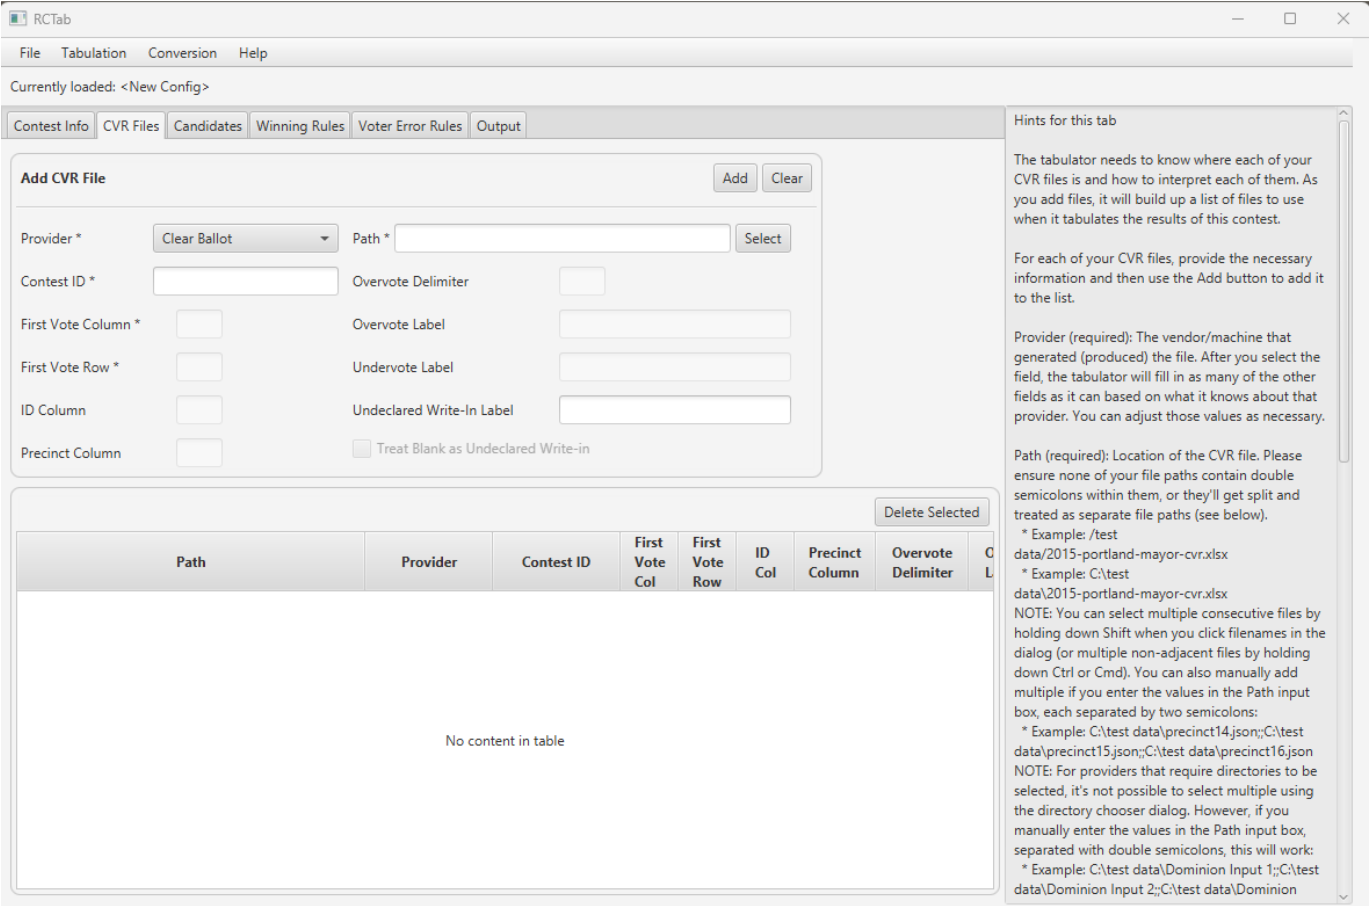 RCTab
File Tabulation Conversion Help
Currently loaded: <New Config>
Contest Info CVR Files Candidates Winning Rules Voter Error Rules Output
Add CVR File Add Clear
Provider * Clear Ballot Path * Select
Contest ID * Overvote Delimiter
First Vote Column * Overvote Label
First Vote Row * Undervote Label
ID Column Undeclared Write-In Label
Precinct Column Treat Blank as Undeclared Write-in
Delete Selected
Path Provider Contest ID First Vote Col First Vote Row ID Col Precinct Column Overvote Delimiter
No content in table
Hints for this tab
The tabulator needs to know where each of your
CVR files is and how to interpret each of them. As
you add files, it will build up a list of files to use
when it tabulates the results of this contest.
For each of your CVR files, provide the necessary
information and then use the Add button to add it
to the list.
Provider (required): The vendor/machine that
generated (produced) the file. After you select the
field, the tabulator will fill in as many of the other
fields as it can based on what it knows about that
provider. You can adjust those values as necessary.
Path (required): Location of the CVR file. Please
ensure none of your file paths contain double
semicolons within them, or they'll get split and
treated as separate file paths (see below).
* Example: /test
data/2015-portland-mayor-cvr.xlsx
* Example: C:\test
data\2015-portland-mayor-cvr.xlsx
NOTE: You can select multiple consecutive files by
holding down Shift when you click filenames in the
dialog (or multiple non-adjacent files by holding
down Ctrl or Cmd). You can also manually add
multiple if you enter the values in the Path input
box, each separated by two semicolons:
* Example: C:\test data\precinct14.json;;C:\test
data\precinct15.json;;C:\test data\precinct16.json
NOTE: For providers that require directories to be
selected, it's not possible to select multiple using
the directory chooser dialog. However, if you
manually enter the values in the Path input box,
separated with double semicolons, this will work:
* Example: C:\test data\Dominion Input 1;;C:\test
data\Dominion Input 2;;C:\test data\Dominion